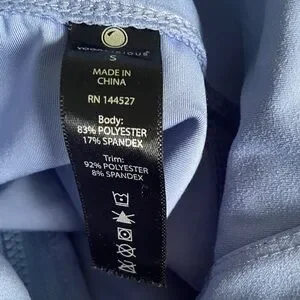 S
MADE IN
CHINA
RN 144527
Body:
83% POLYESTER
17% SPANDEX
Trim:
92% POLYESTER
8% SPANDEX